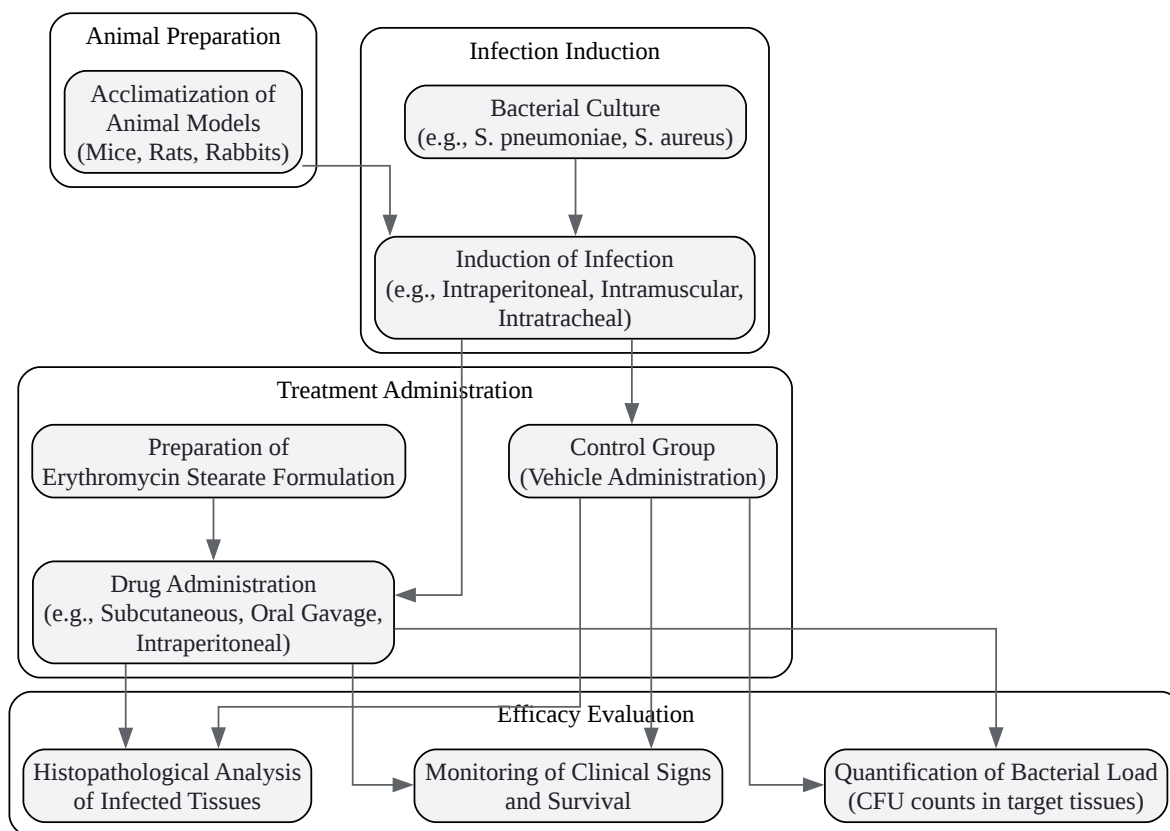 Animal Preparation
Acclimatization of
Animal Models
(Mice, Rats, Rabbits)
Infection Induction
Bacterial Culture
(e.g., S. pneumoniae, S. aureus)
Induction of Infection
(e.g., Intraperitoneal, Intramuscular,
Intratracheal)
Treatment Administration
Preparation of
Erythromycin Stearate Formulation
Control Group
(Vehicle Administration)
Drug Administration
(e.g., Subcutaneous, Oral Gavage,
Intraperitoneal)
Efficacy Evaluation
Histopathological Analysis
of Infected Tissues
Monitoring of Clinical Signs
and Survival
Quantification of Bacterial Load
(CFU counts in target tissues)